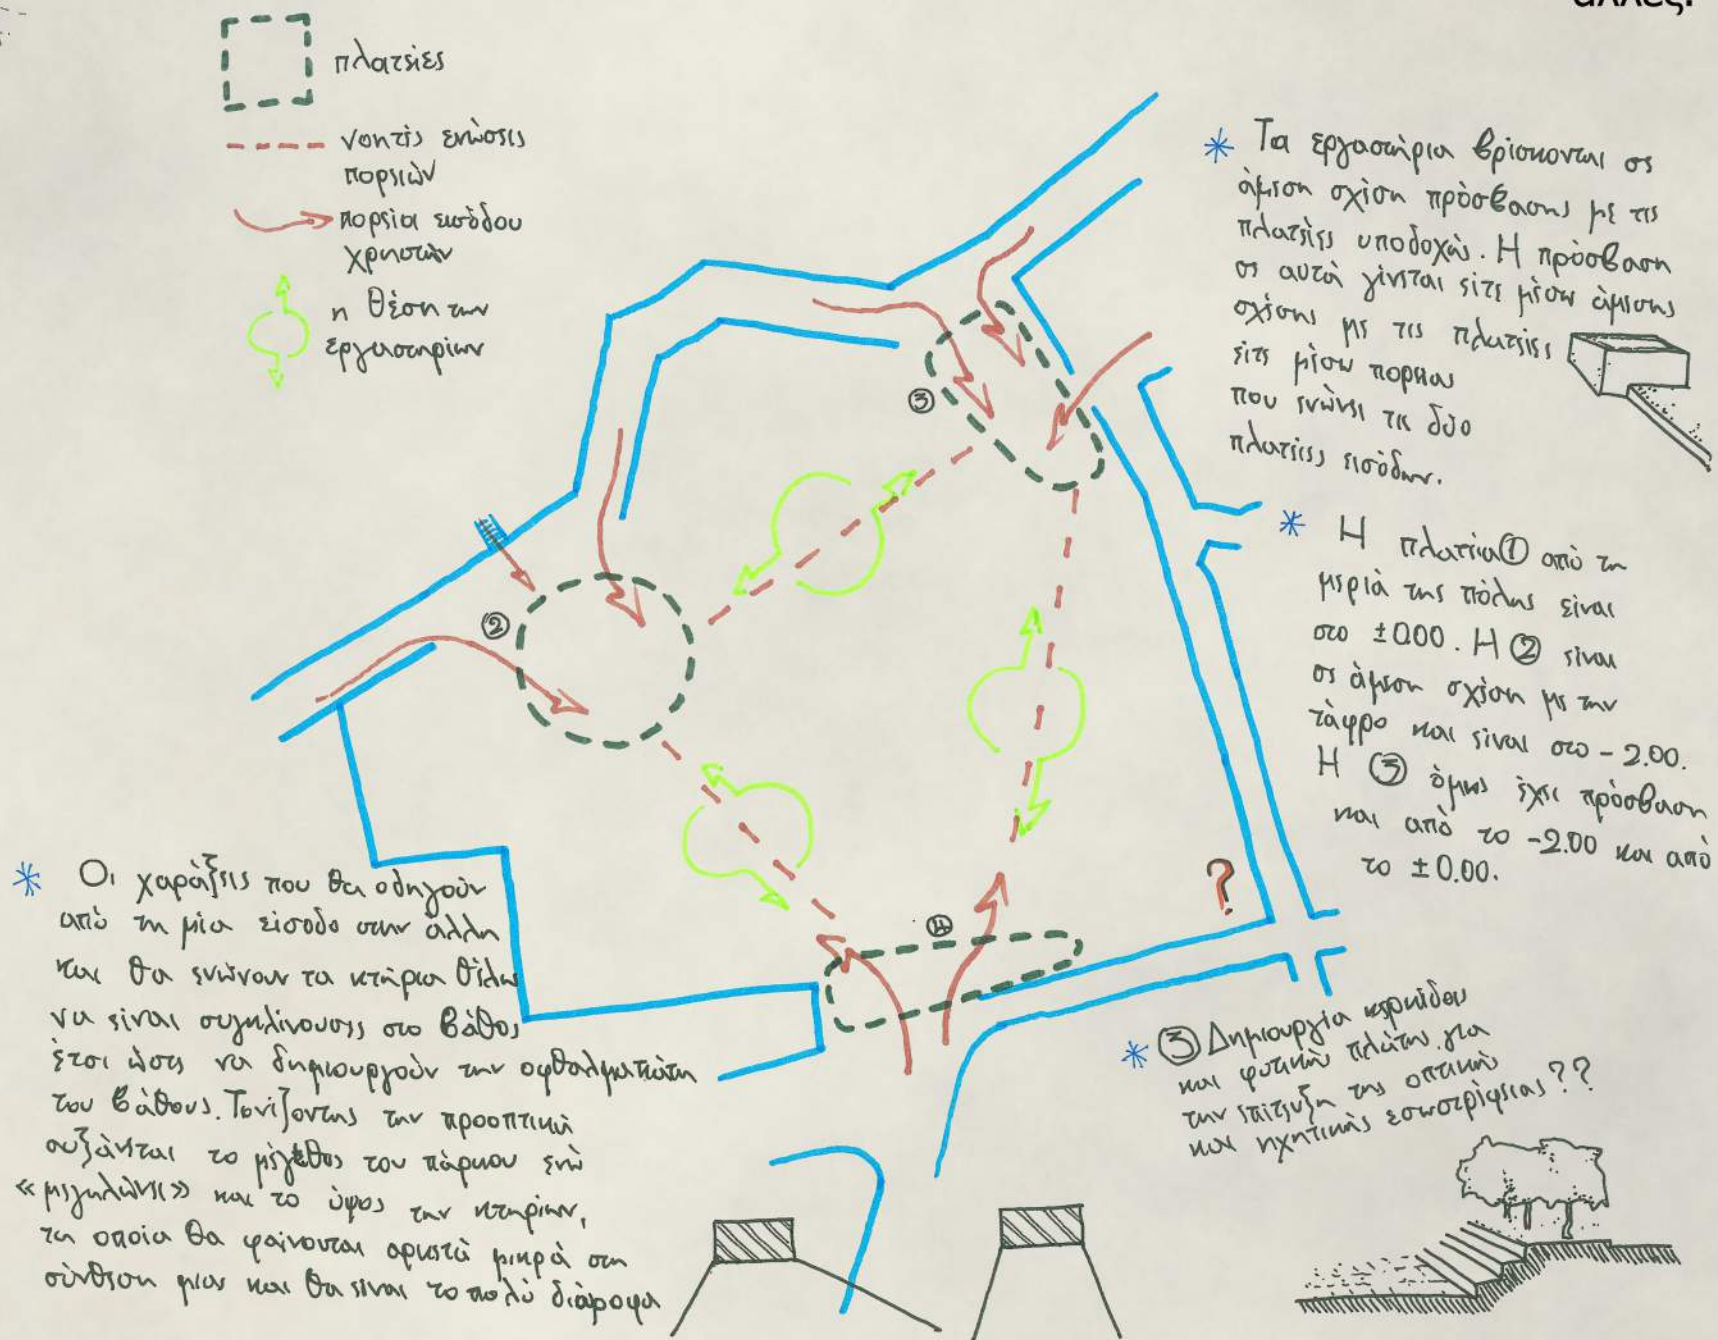 άλλες.
πλατείες
νοητές ενώσεις
πορειών
πορεία εισόδου
χρηστών
η θέση των
εργαστηρίων
* Τα εργαστήρια βρίσκονται σε
άμεση σχέση πρόσβασης με τις
πλατείες υποδοχής. Η πρόσβαση
σε αυτά γίνεται είτε μέσω άμεσης
σχέσης με τις πλατείες
είτε μέσω πορείας
που ενώνει τις δύο
πλατείες εισόδων.
* Η πλατεία ① από τη
μεριά της πόλης είναι
στο ±0.00. Η ② είναι
σε άμεση σχέση με την
τάφρο και είναι στο -2.00.
Η ③ όμως έχει πρόσβαση
και από το -2.00 και από
το ±0.00.
③
②
④
?
* Οι χαράξεις που θα οδηγούν
από τη μία είσοδο στην άλλη
και θα ενώνουν τα κτήρια θέλω
να είναι συγκλίνουσες στο βάθος
έτσι ώστε να δημιουργούν την οφθαλμαπάτη
του βάθους. Τονίζοντας την προοπτική
αυξάνεται το μέγεθος του πάρκου ενώ
«μεγαλώνει» και το ύψος των κτηρίων,
τα οποία θα φαίνονται αρκετά μικρά στη
σύνθεση μας και θα είναι το πολύ διώροφα
* ③ Δημιουργία κερκίδων
και φυτικών πλάτης για
την επίτευξη της οπτικής
και ηχητικής εσωστρέφειας??